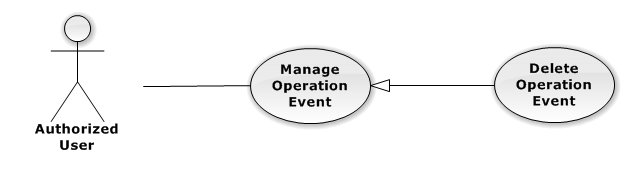 Authorized
User
Manage
Operation
Event
Delete
Operation
Event